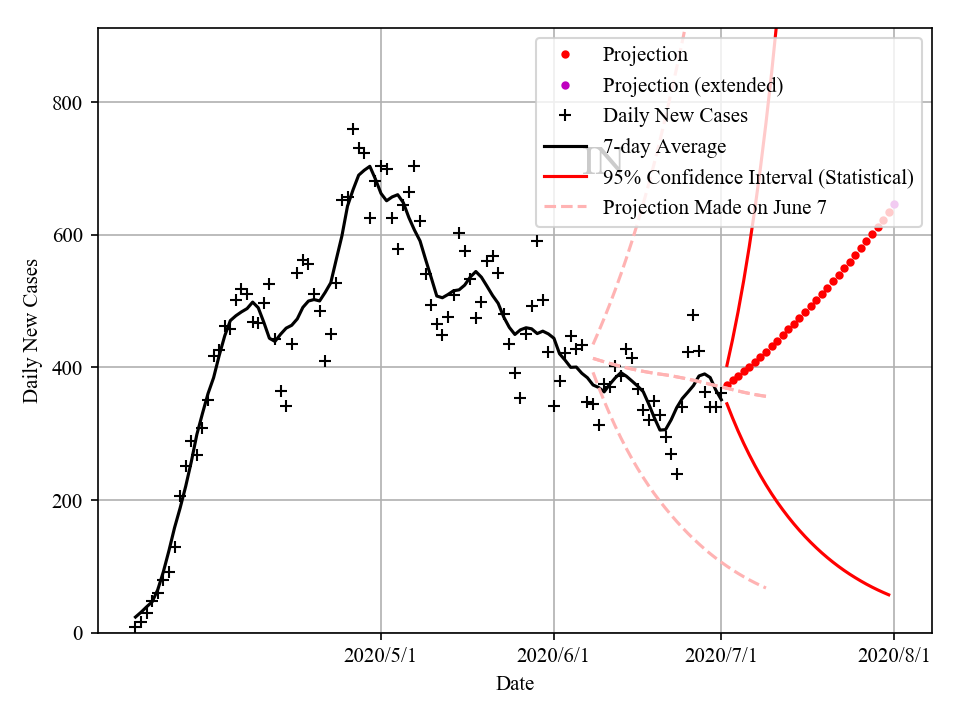 Projection
Projection (extended)
Daily New Cases
7-day Average
IN
95% Confidence Interval (Statistical)
Projection Made on June 7
800
600
400
200
0
Daily New Cases
2020/5/1
2020/6/1
2020/7/1
2020/8/1
Date